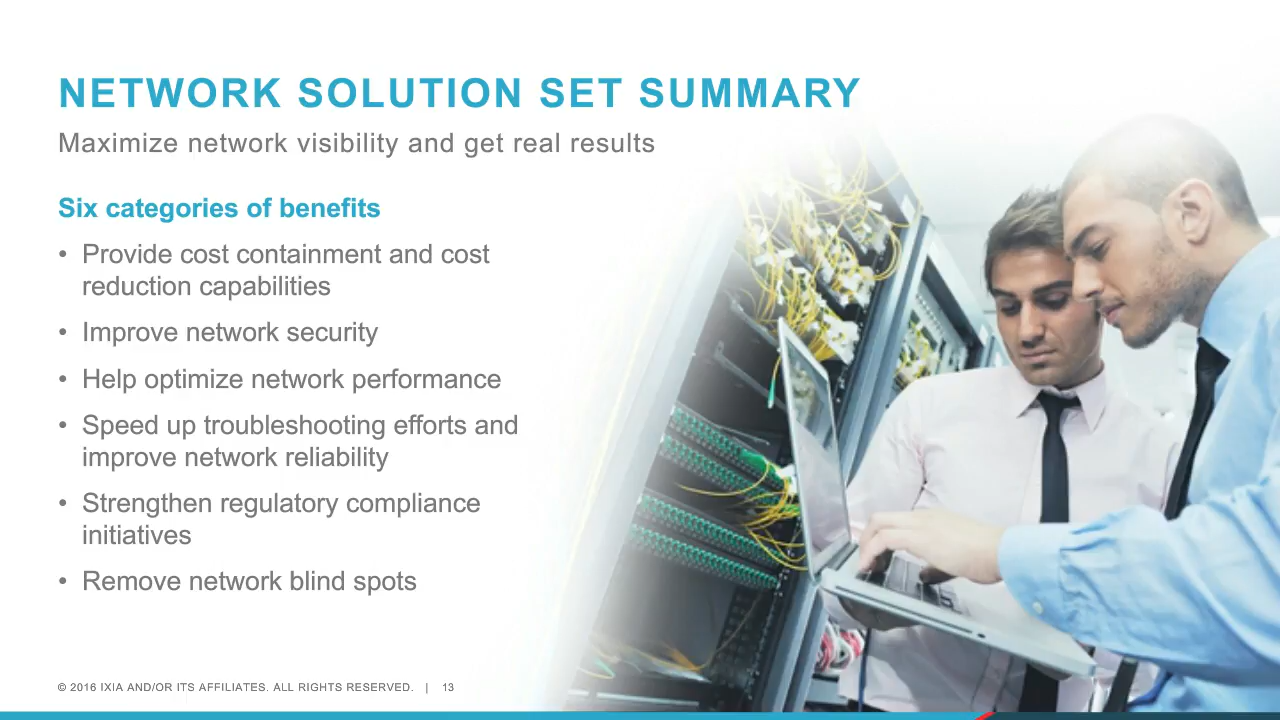 NETWORK SOLUTION SET SUMMARY
Maximize network visibility and get real results
Six categories of benefits
• Provide cost containment and cost
reduction capabilities
• Improve network security
• Help optimize network performance
• Speed up troubleshooting efforts and
improve network reliability
• Strengthen regulatory compliance
initiatives
• Remove network blind spots
© 2016 IXIA AND/OR ITS AFFILIATES. ALL RIGHTS RESERVED. | 13